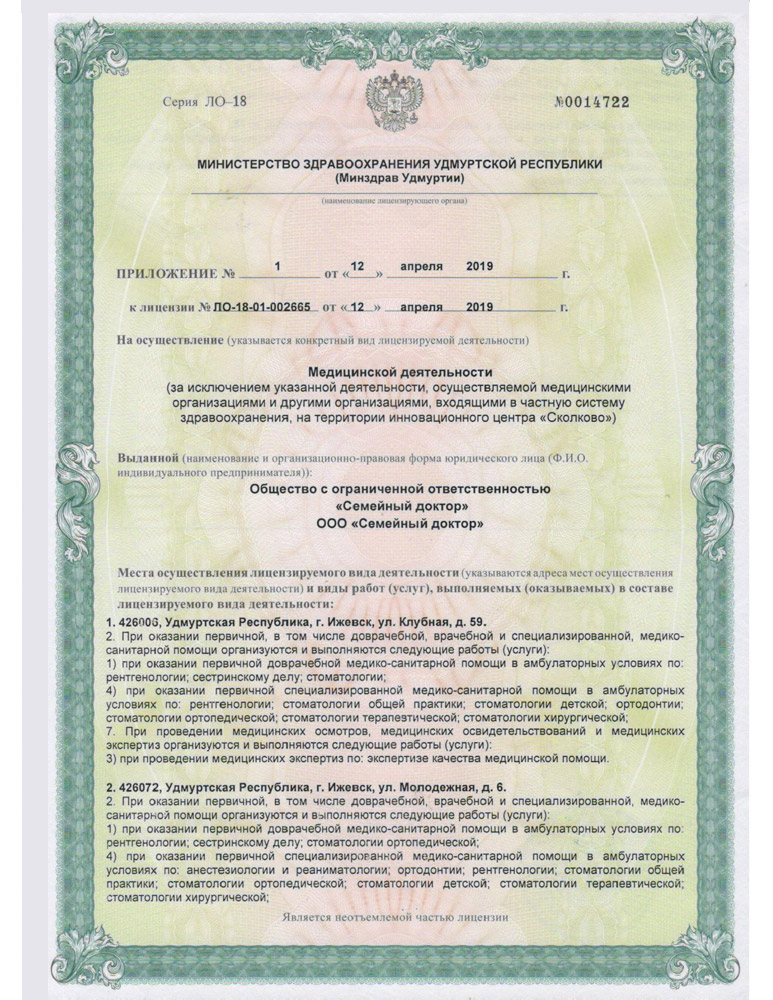 Серия ЛО-18 №0014722
МИНИСТЕРСТВО ЗДРАВООХРАНЕНИЯ УДМУРТСКОЙ РЕСПУБЛИКИ
(Минздрав Удмуртии)
(наименование лицензирующего органа)
ПРИЛОЖЕНИЕ № 1 от «12» апреля 2019 г.
к лицензии № ЛО-18-01-002665 от «12» апреля 2019 г.
На осуществление (указывается конкретный вид лицензируемой деятельности)
Медицинской деятельности
(за исключением указанной деятельности, осуществляемой медицинскими
организациями и другими организациями, входящими в частную систему
здравоохранения, на территории инновационного центра «Сколково»)
Выданной (наименование и организационно-правовая форма юридического лица (Ф.И.О.
индивидуального предпринимателя)):
Общество с ограниченной ответственностью
«Семейный доктор»
ООО «Семейный доктор»
Места осуществления лицензируемого вида деятельности (указываются адреса мест осуществления
лицензируемого вида деятельности) и виды работ (услуг), выполняемых (оказываемых) в составе
лицензируемого вида деятельности:
1. 426006, Удмуртская Республика, г. Ижевск, ул. Клубная, д. 59.
2. При оказании первичной, в том числе доврачебной, врачебной и специализированной, медико-
санитарной помощи организуются и выполняются следующие работы (услуги):
1) при оказании первичной доврачебной медико-санитарной помощи в амбулаторных условиях по:
рентгенологии; сестринскому делу; стоматологии;
4) при оказании первичной специализированной медико-санитарной помощи в амбулаторных
условиях по: рентгенологии; стоматологии общей практики; стоматологии детской; ортодонтии;
стоматологии ортопедической; стоматологии терапевтической; стоматологии хирургической;
7. При проведении медицинских осмотров, медицинских освидетельствований и медицинских
экспертиз организуются и выполняются следующие работы (услуги):
3) при проведении медицинских экспертиз по: экспертизе качества медицинской помощи.
2. 426072, Удмуртская Республика, г. Ижевск, ул. Молодежная, д. 6.
2. При оказании первичной, в том числе доврачебной, врачебной и специализированной, медико-
санитарной помощи организуются и выполняются следующие работы (услуги):
1) при оказании первичной доврачебной медико-санитарной помощи в амбулаторных условиях по:
рентгенологии; сестринскому делу; стоматологии ортопедической;
4) при оказании первичной специализированной медико-санитарной помощи в амбулаторных
условиях по: анестезиологии и реаниматологии; ортодонтии; рентгенологии; стоматологии общей
практики; стоматологии ортопедической; стоматологии детской; стоматологии терапевтической;
стоматологии хирургической;
Является неотъемлемой частью лицензии